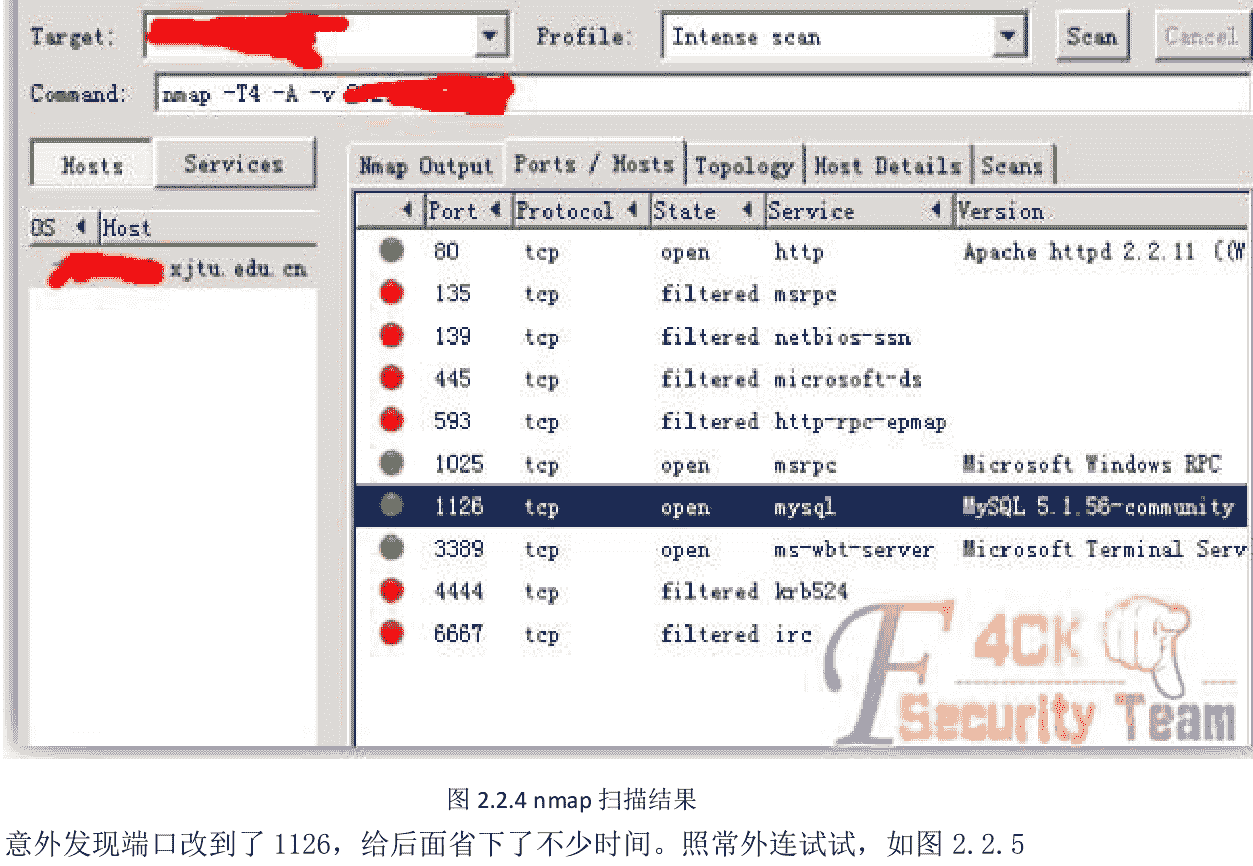 Target: Profile: Intense scan Scan Cancel
Command: nmap -T4 -A -v
Hosts Services Nmap Output Ports / Hosts Topology Host Details Scans
OS Host Port Protocol State Service Version
xjtu.edu.cn
80 tcp open http Apache httpd 2.2.11 ((W
135 tcp filtered msrpc
139 tcp filtered netbios-ssn
445 tcp filtered microsoft-ds
593 tcp filtered http-rpc-epmap
1025 tcp open msrpc Microsoft Windows RPC
1126 tcp open mysql MySQL 5.1.56-community
3389 tcp open ms-wbt-server Microsoft Terminal Serv
4444 tcp filtered krb524
6667 tcp filtered irc
F4CK
Security Team
图 2.2.4 nmap 扫描结果
意外发现端口改到了 1126，给后面省下了不少时间。照常外连试试，如图 2.2.5